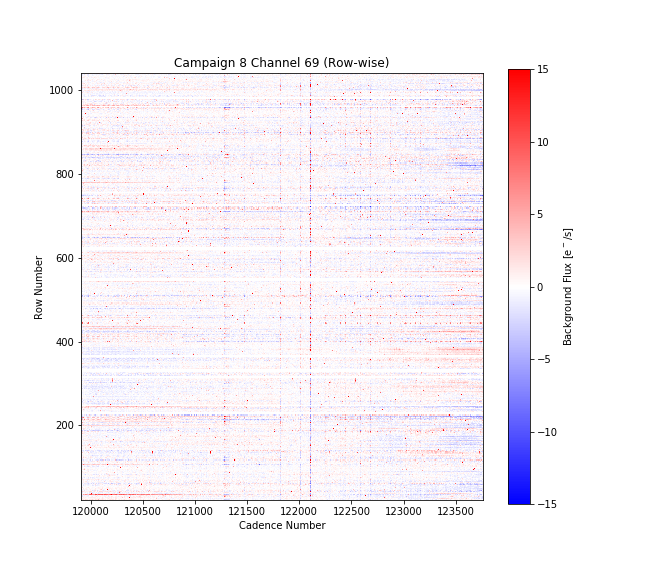 Campaign 8 Channel 69 (Row-wise)
1000
800
600
400
200
Row Number
120000 120500 121000 121500 122000 122500 123000 123500
Cadence Number
15
10
5
0
−5
−10
−15
Background Flux [e⁻/s]